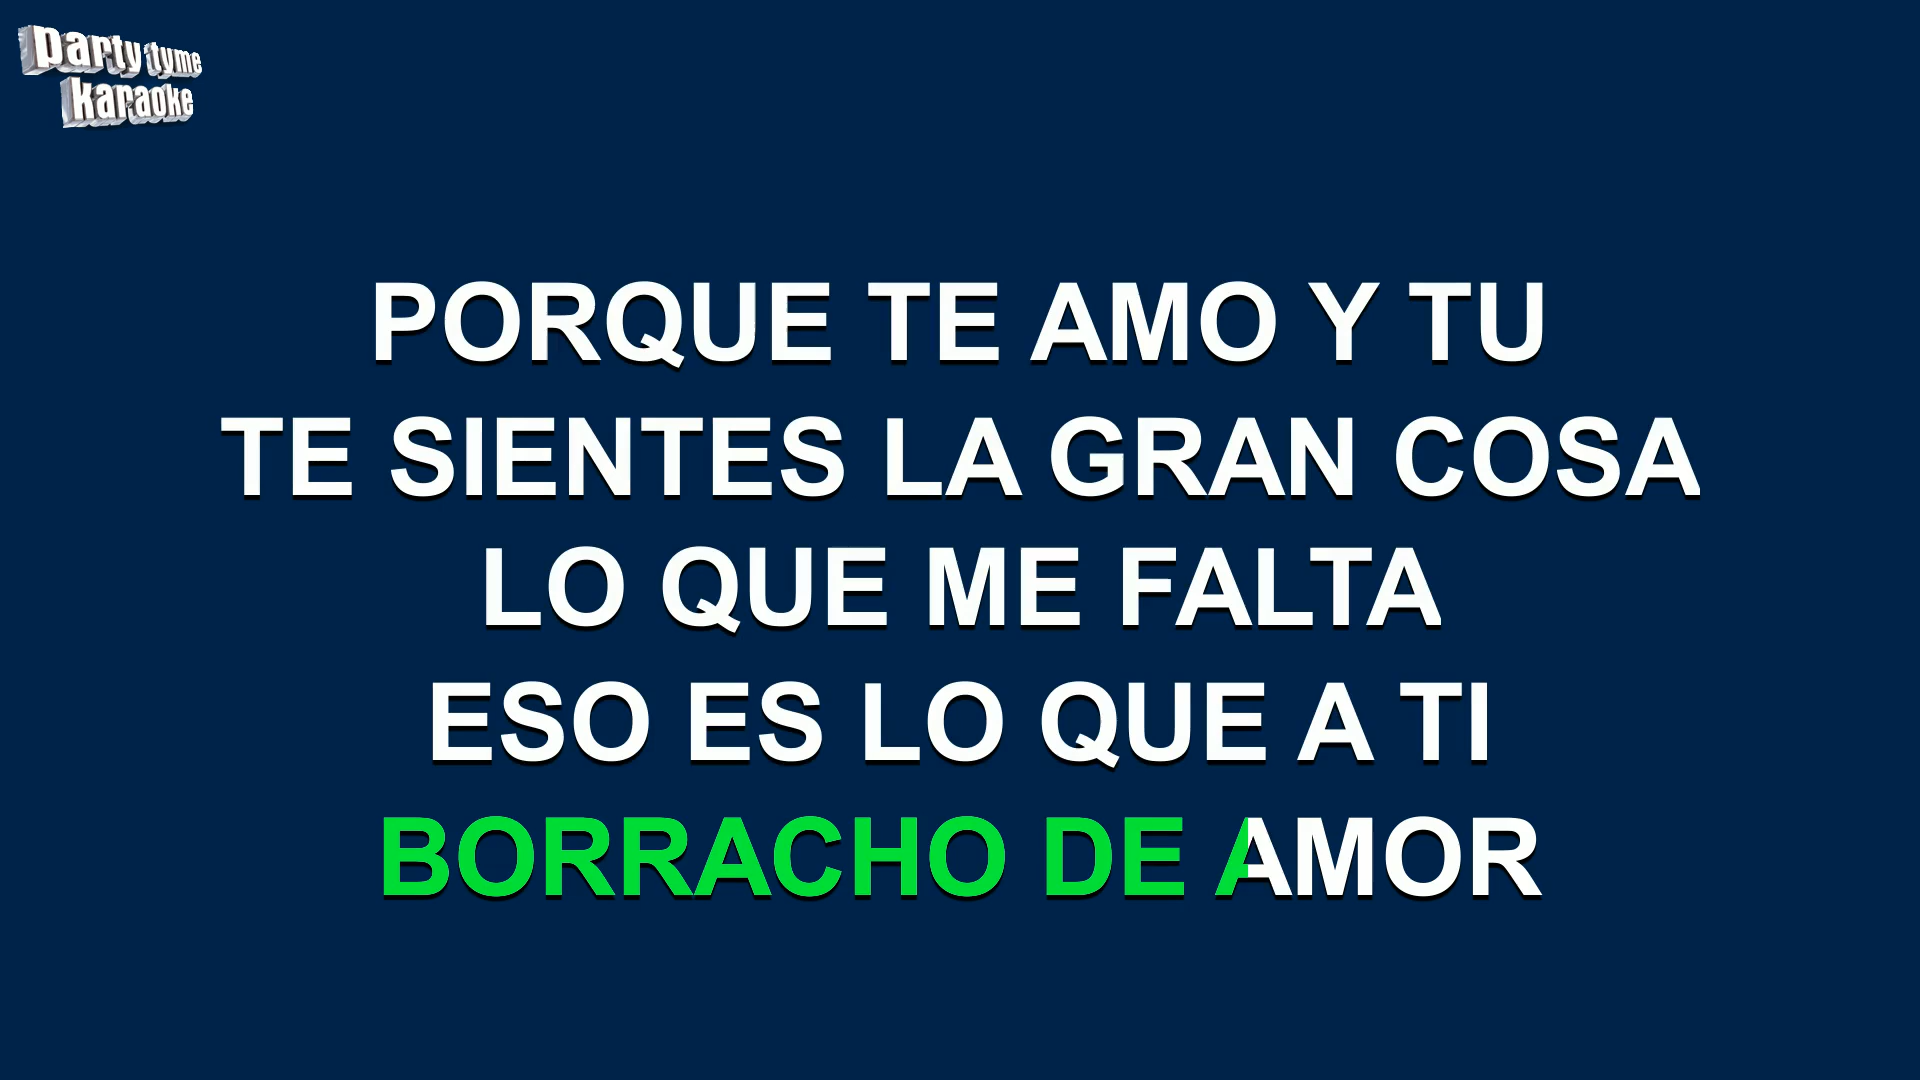 party tyme
karaoke
PORQUE TE AMO Y TU
TE SIENTES LA GRAN COSA
LO QUE ME FALTA
ESO ES LO QUE A TI
BORRACHO DE AMOR